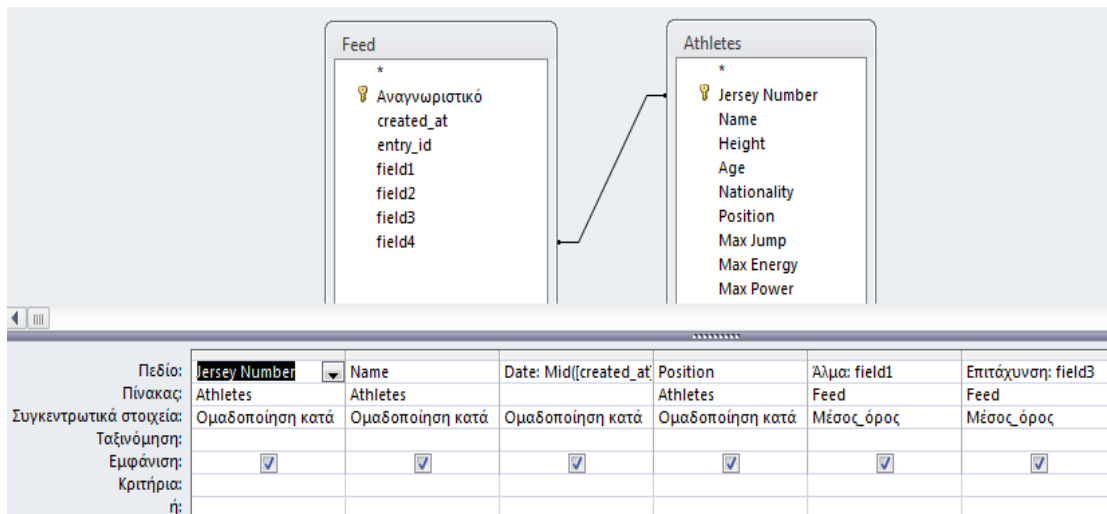 Feed
*
Αναγνωριστικό
created_at
entry_id
field1
field2
field3
field4
Athletes
*
Jersey Number
Name
Height
Age
Nationality
Position
Max Jump
Max Energy
Max Power
Πεδίο: Jersey Number Name Date: Mid([created_at] Position Άλμα: field1 Επιτάχυνση: field3
Πίνακας: Athletes Athletes Athletes Feed Feed
Συγκεντρωτικά στοιχεία: Ομαδοποίηση κατά Ομαδοποίηση κατά Ομαδοποίηση κατά Ομαδοποίηση κατά Μέσος_όρος Μέσος_όρος
Ταξινόμηση:
Εμφάνιση:
Κριτήρια:
ή: